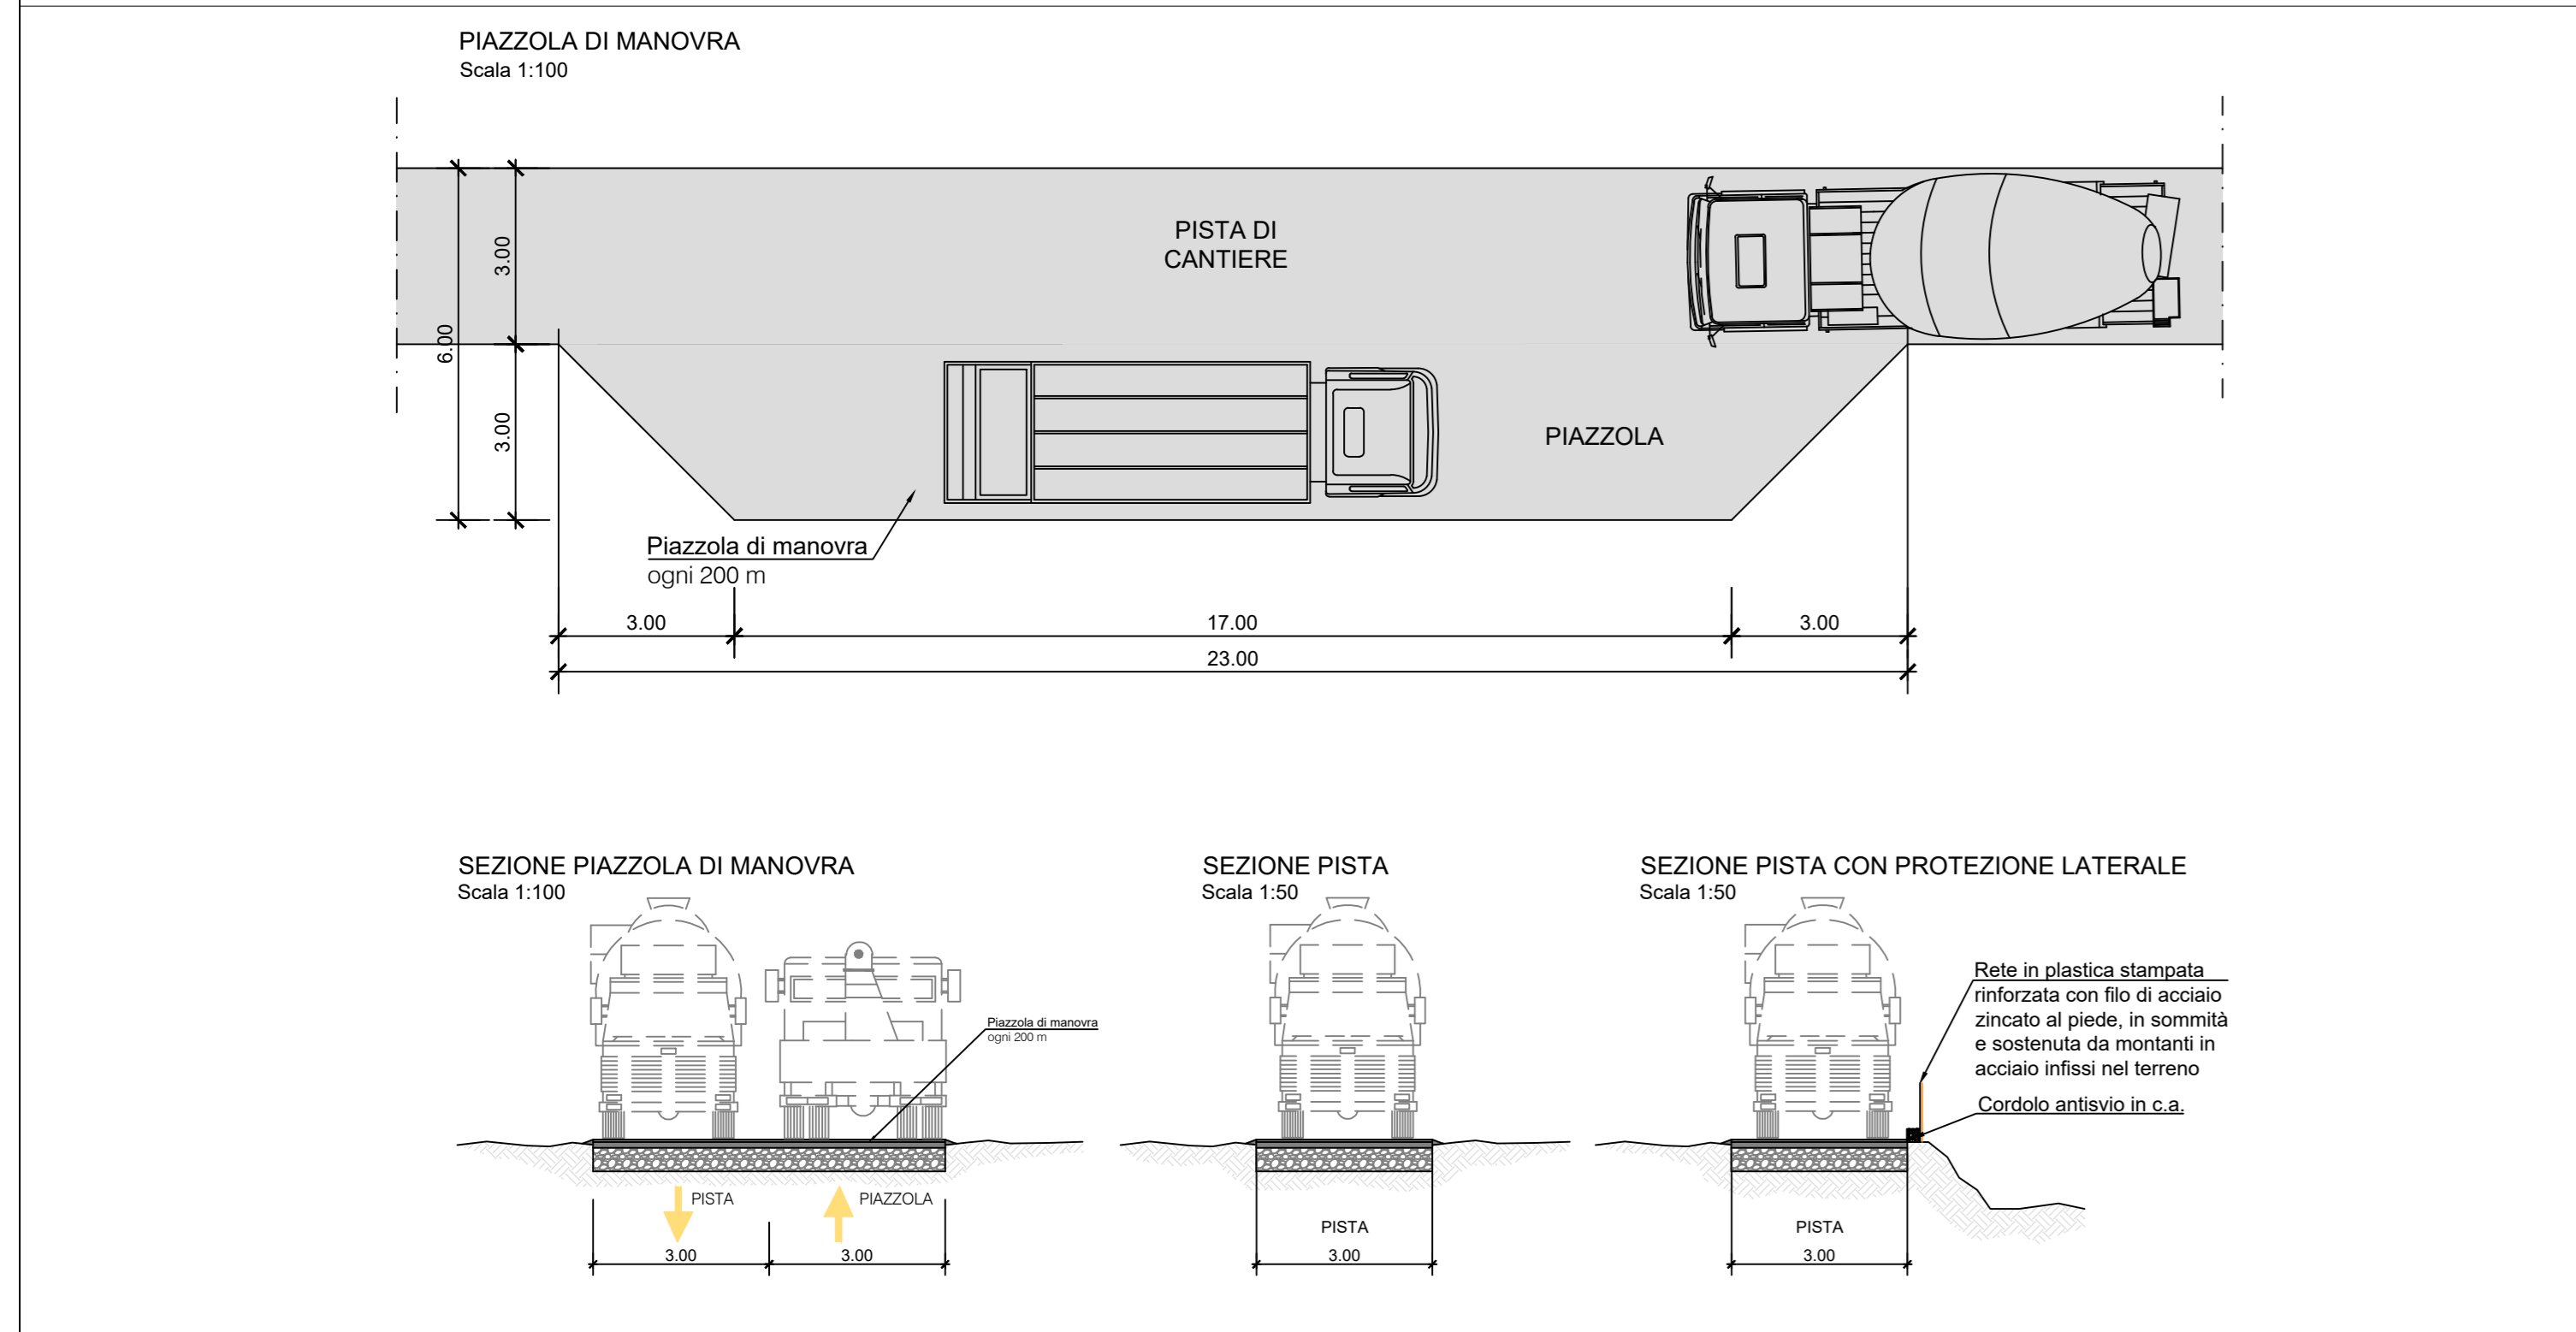 PIAZZOLA DI MANOVRA
Scala 1:100
PISTA DI
CANTIERE
3.00
6.00
3.00
PIAZZOLA
Piazzola di manovra
ogni 200 m
3.00
17.00
3.00
23.00
SEZIONE PIAZZOLA DI MANOVRA
Scala 1:100
Piazzola di manovra
ogni 200 m
PISTA
PIAZZOLA
3.00
3.00
SEZIONE PISTA
Scala 1:50
PISTA
3.00
SEZIONE PISTA CON PROTEZIONE LATERALE
Scala 1:50
Rete in plastica stampata
rinforzata con filo di acciaio
zincato al piede, in sommità
e sostenuta da montanti in
acciaio infissi nel terreno
Cordolo antisvio in c.a.
PISTA
3.00